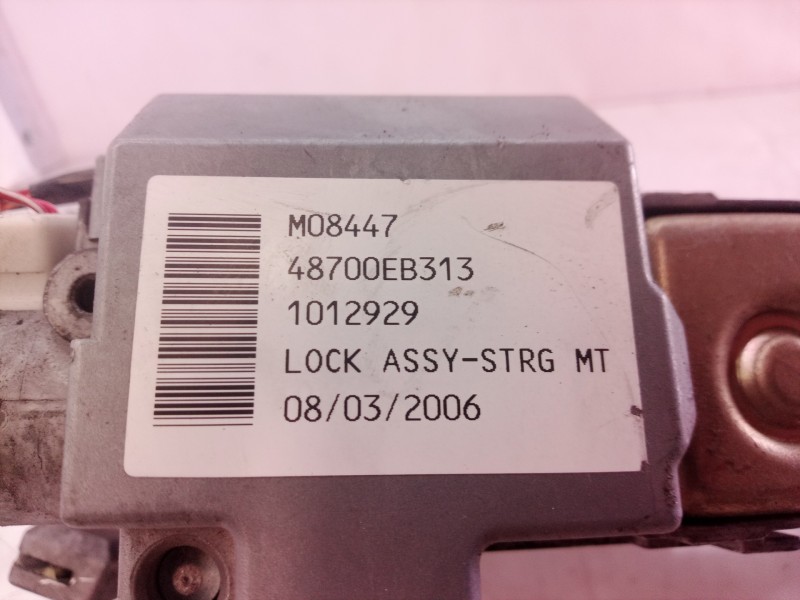 M08447
48700EB313
1012929
LOCK ASSY-STRG MT
08/03/2006